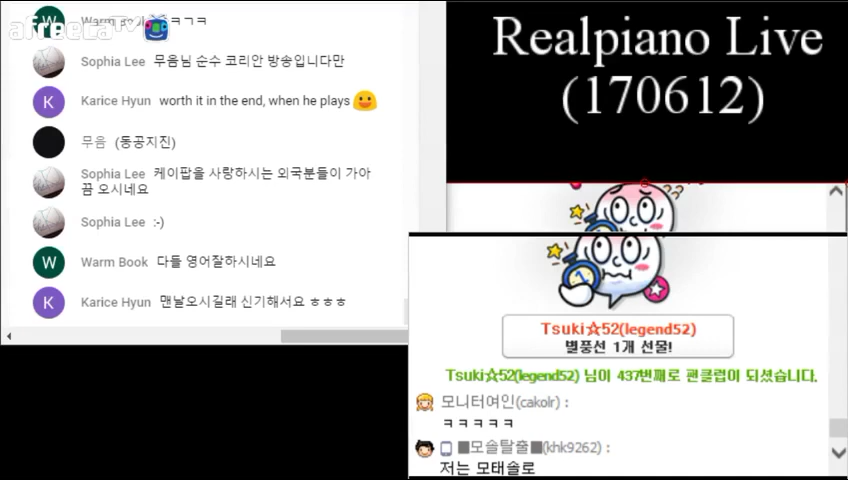 afreecaTV
Warm Book ㅋㄱㅋ
Sophia Lee 무음님 순수 코리안 방송입니다만
K Karice Hyun worth it in the end, when he plays
무음 (동공지진)
Sophia Lee 케이팝을 사랑하시는 외국분들이 가아
끔 오시네요
Sophia Lee :-)
W Warm Book 다들 영어잘하시네요
K Karice Hyun 맨날오시길래 신기해서요 ㅎㅎㅎ
Realpiano Live
(170612)
1
Tsuki☆52(legend52)
별풍선 1개 선물!
Tsuki☆52(legend52) 님이 437번째로 팬클럽이 되셨습니다.
모니터여인(cakolr) :
ㅋㅋㅋㅋㅋ
■모솔탈출■(khk9262) :
저는 모태솔로